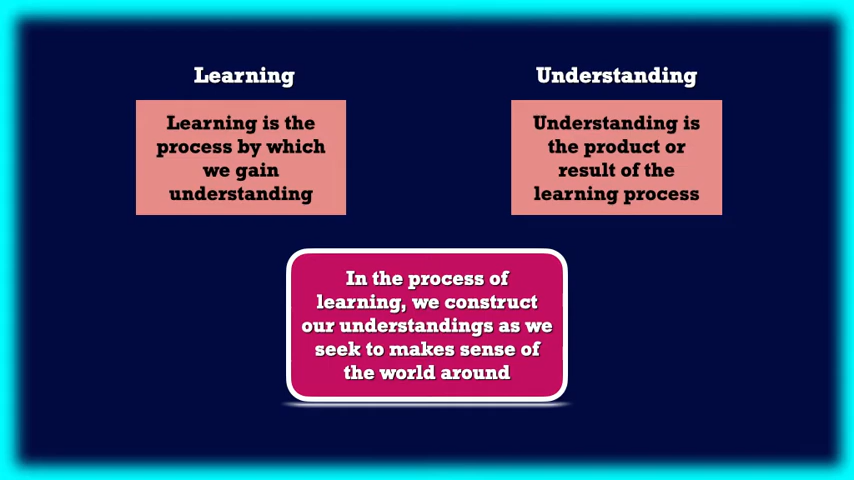 Learning
Learning is the
process by which
we gain
understanding
Understanding
Understanding is
the product or
result of the
learning process
In the process of
learning, we construct
our understandings as we
seek to makes sense of
the world around